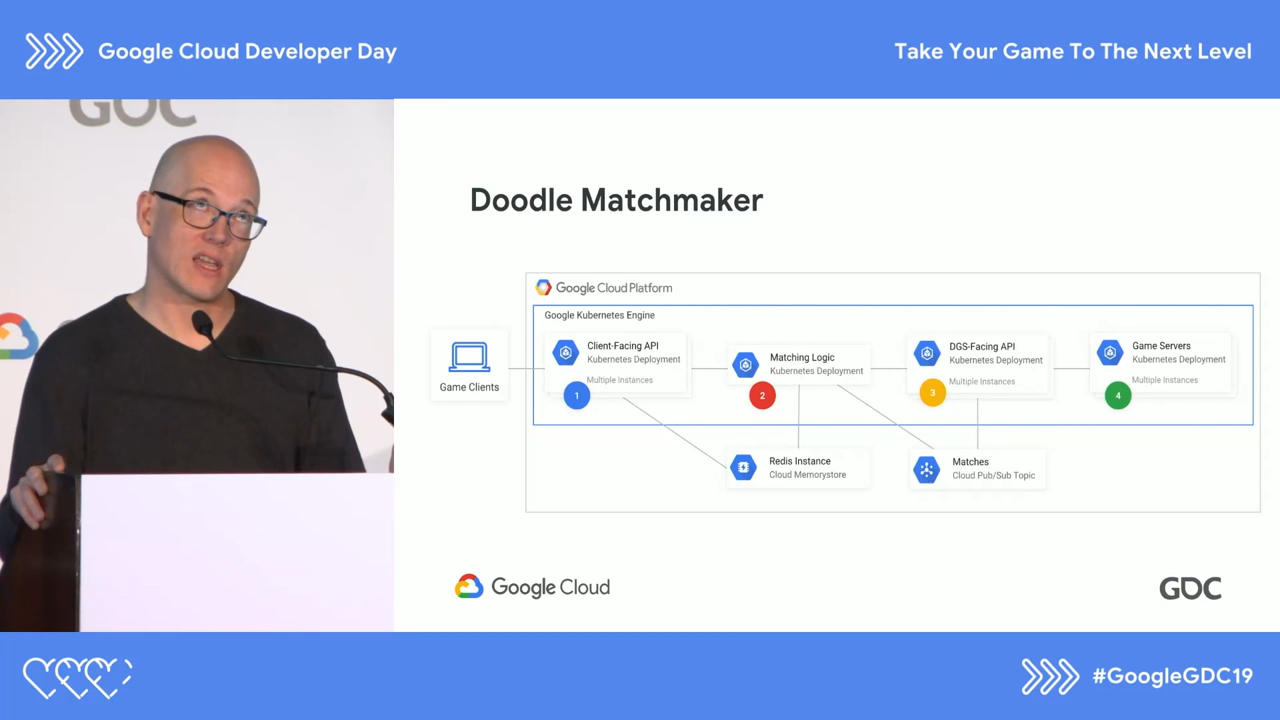 Google Cloud Developer Day
Take Your Game To The Next Level
GDC
Doodle Matchmaker
Google Cloud Platform
Google Kubernetes Engine
Game Clients
Client-Facing API
Kubernetes Deployment
Multiple Instances
1
Matching Logic
Kubernetes Deployment
2
DGS-Facing API
Kubernetes Deployment
Multiple Instances
3
Game Servers
Kubernetes Deployment
Multiple Instances
4
Redis Instance
Cloud Memorystore
Matches
Cloud Pub/Sub Topic
Google Cloud
GDC
#GoogleGDC19